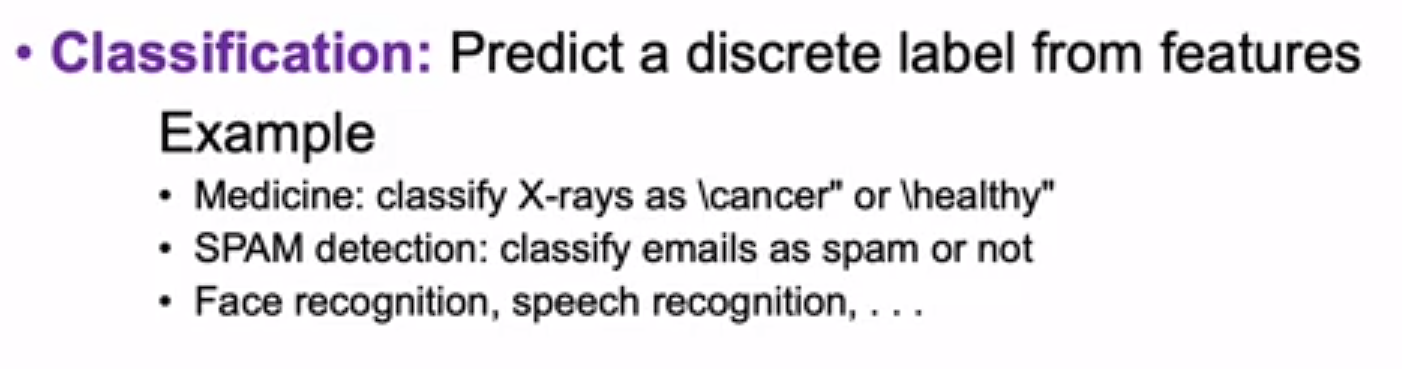 • Classification: Predict a discrete label from features
Example
• Medicine: classify X-rays as \cancer" or \healthy"
• SPAM detection: classify emails as spam or not
• Face recognition, speech recognition, . . .